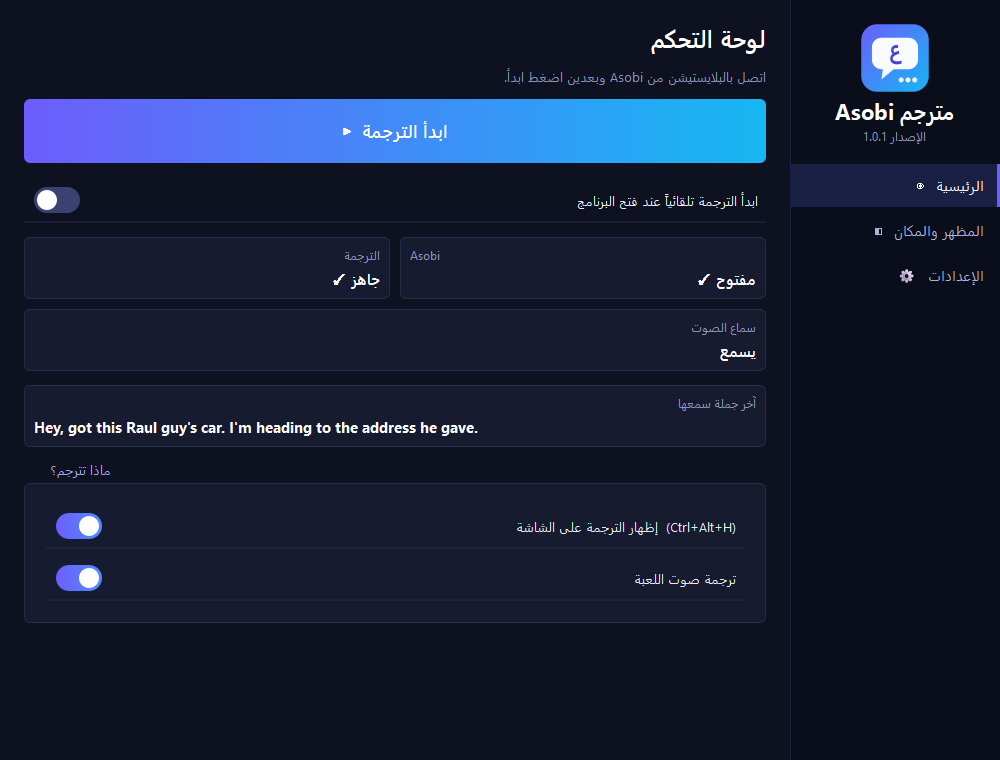 ع
مترجم Asobi
الإصدار 1.0.1
الرئيسية
المظهر والمكان
الإعدادات
لوحة التحكم
اتصل بالبلايستيشن من Asobi وبعدين اضغط ابدأ.
ابدأ الترجمة
ابدأ الترجمة تلقائياً عند فتح البرنامج
Asobi
مفتوح ✓
الترجمة
جاهز ✓
سماع الصوت
يسمع
آخر جملة سمعها
Hey, got this Raul guy's car. I'm heading to the address he gave.
ماذا تترجم؟
إظهار الترجمة على الشاشة (Ctrl+Alt+H)
ترجمة صوت اللعبة